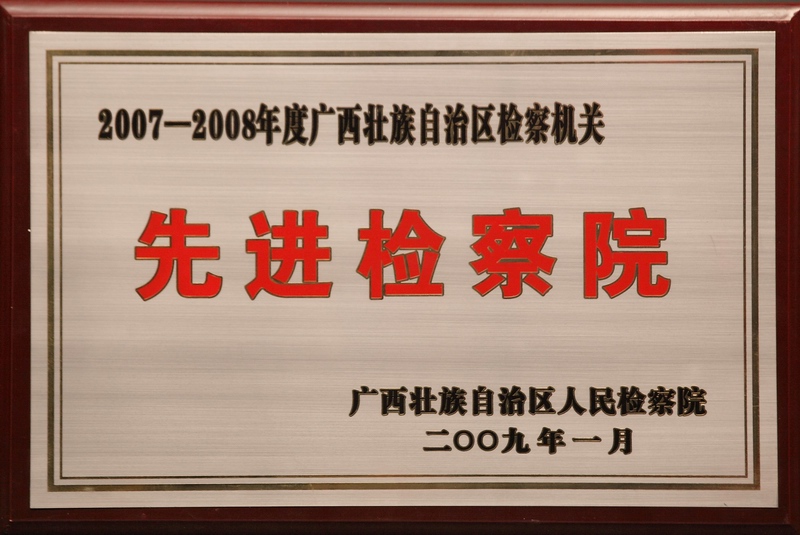 2007—2008年度广西壮族自治区检察机关
先进检察院
广西壮族自治区人民检察院
二〇〇九年一月